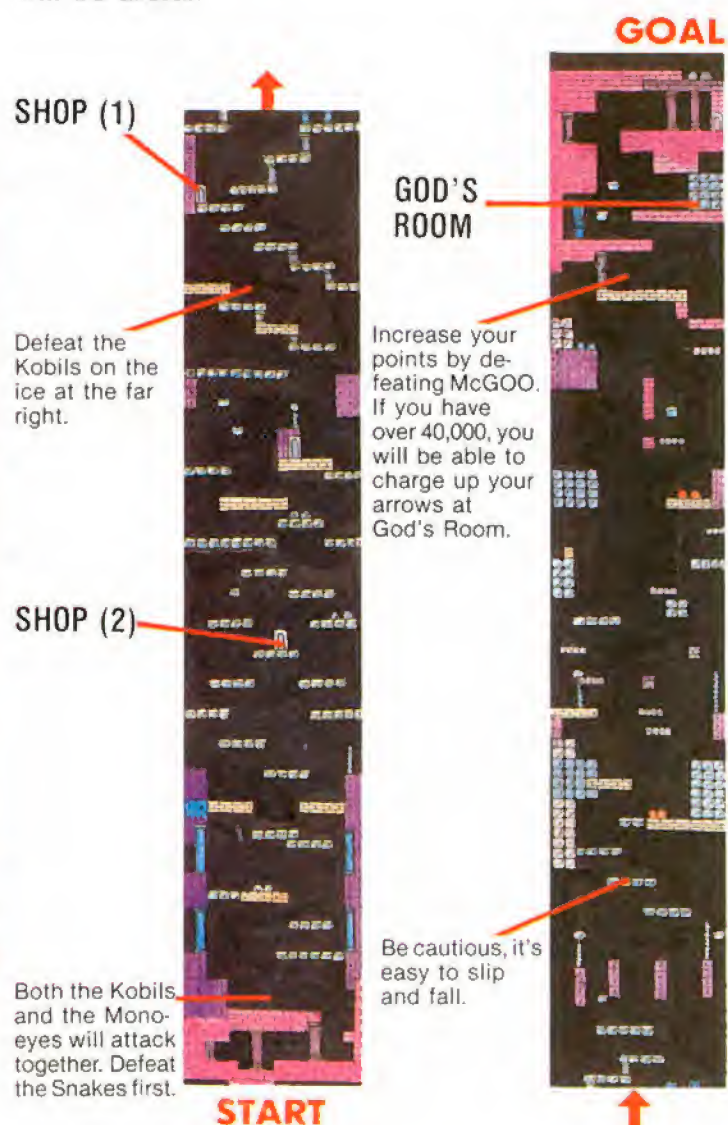 GOAL
SHOP (1)
GOD'S
ROOM
Defeat the
Kobils on the
ice at the far
right.
Increase your
points by de-
feating McGOO.
If you have
over 40,000, you
will be able to
charge up your
arrows at
God's Room.
SHOP (2)
Be cautious, it's
easy to slip
and fall.
Both the Kobils
and the Mono-
eyes will attack
together. Defeat
the Snakes first.
START